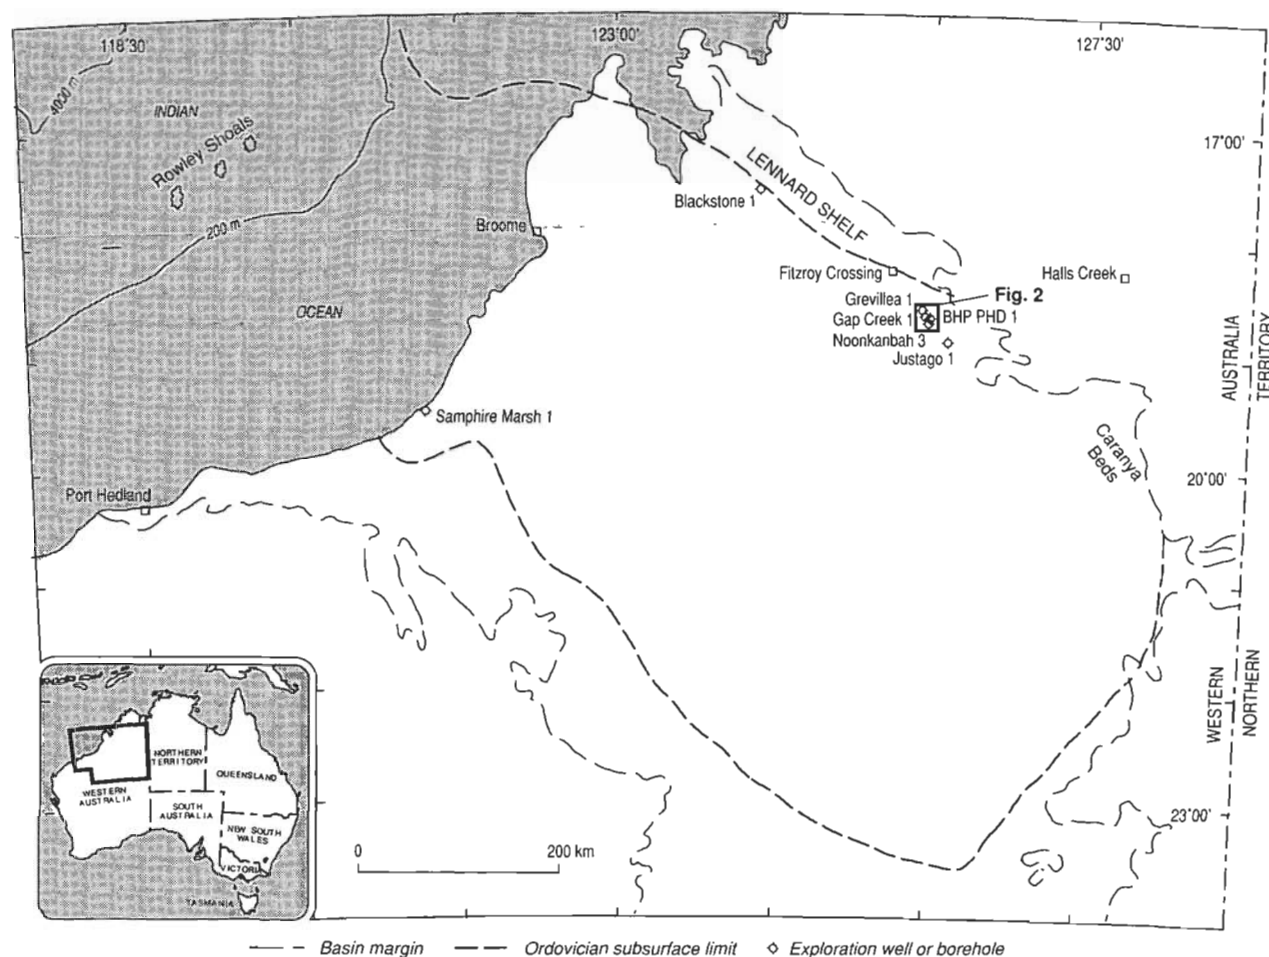 118°30'
123°00'
127°30'
4000 m
INDIAN
Rowley Shoals
17°00'
LENNARD SHELF
Blackstone 1
200 m
Broome
Fitzroy Crossing
Halls Creek
Grevillea 1
Fig. 2
OCEAN
Gap Creek 1
BHP PHD 1
Noonkanbah 3
Justago 1
AUSTRALIA
TERRITORY
Samphire Marsh 1
Caranya
Beds
20°00'
Port Hedland
WESTERN
NORTHERN
NORTHERN
TERRITORY
QUEENSLAND
WESTERN
AUSTRALIA
SOUTH
AUSTRALIA
NEW SOUTH
WALES
VICTORIA
TASMANIA
23°00'
0
200 km
Basin margin
Ordovician subsurface limit
Exploration well or borehole